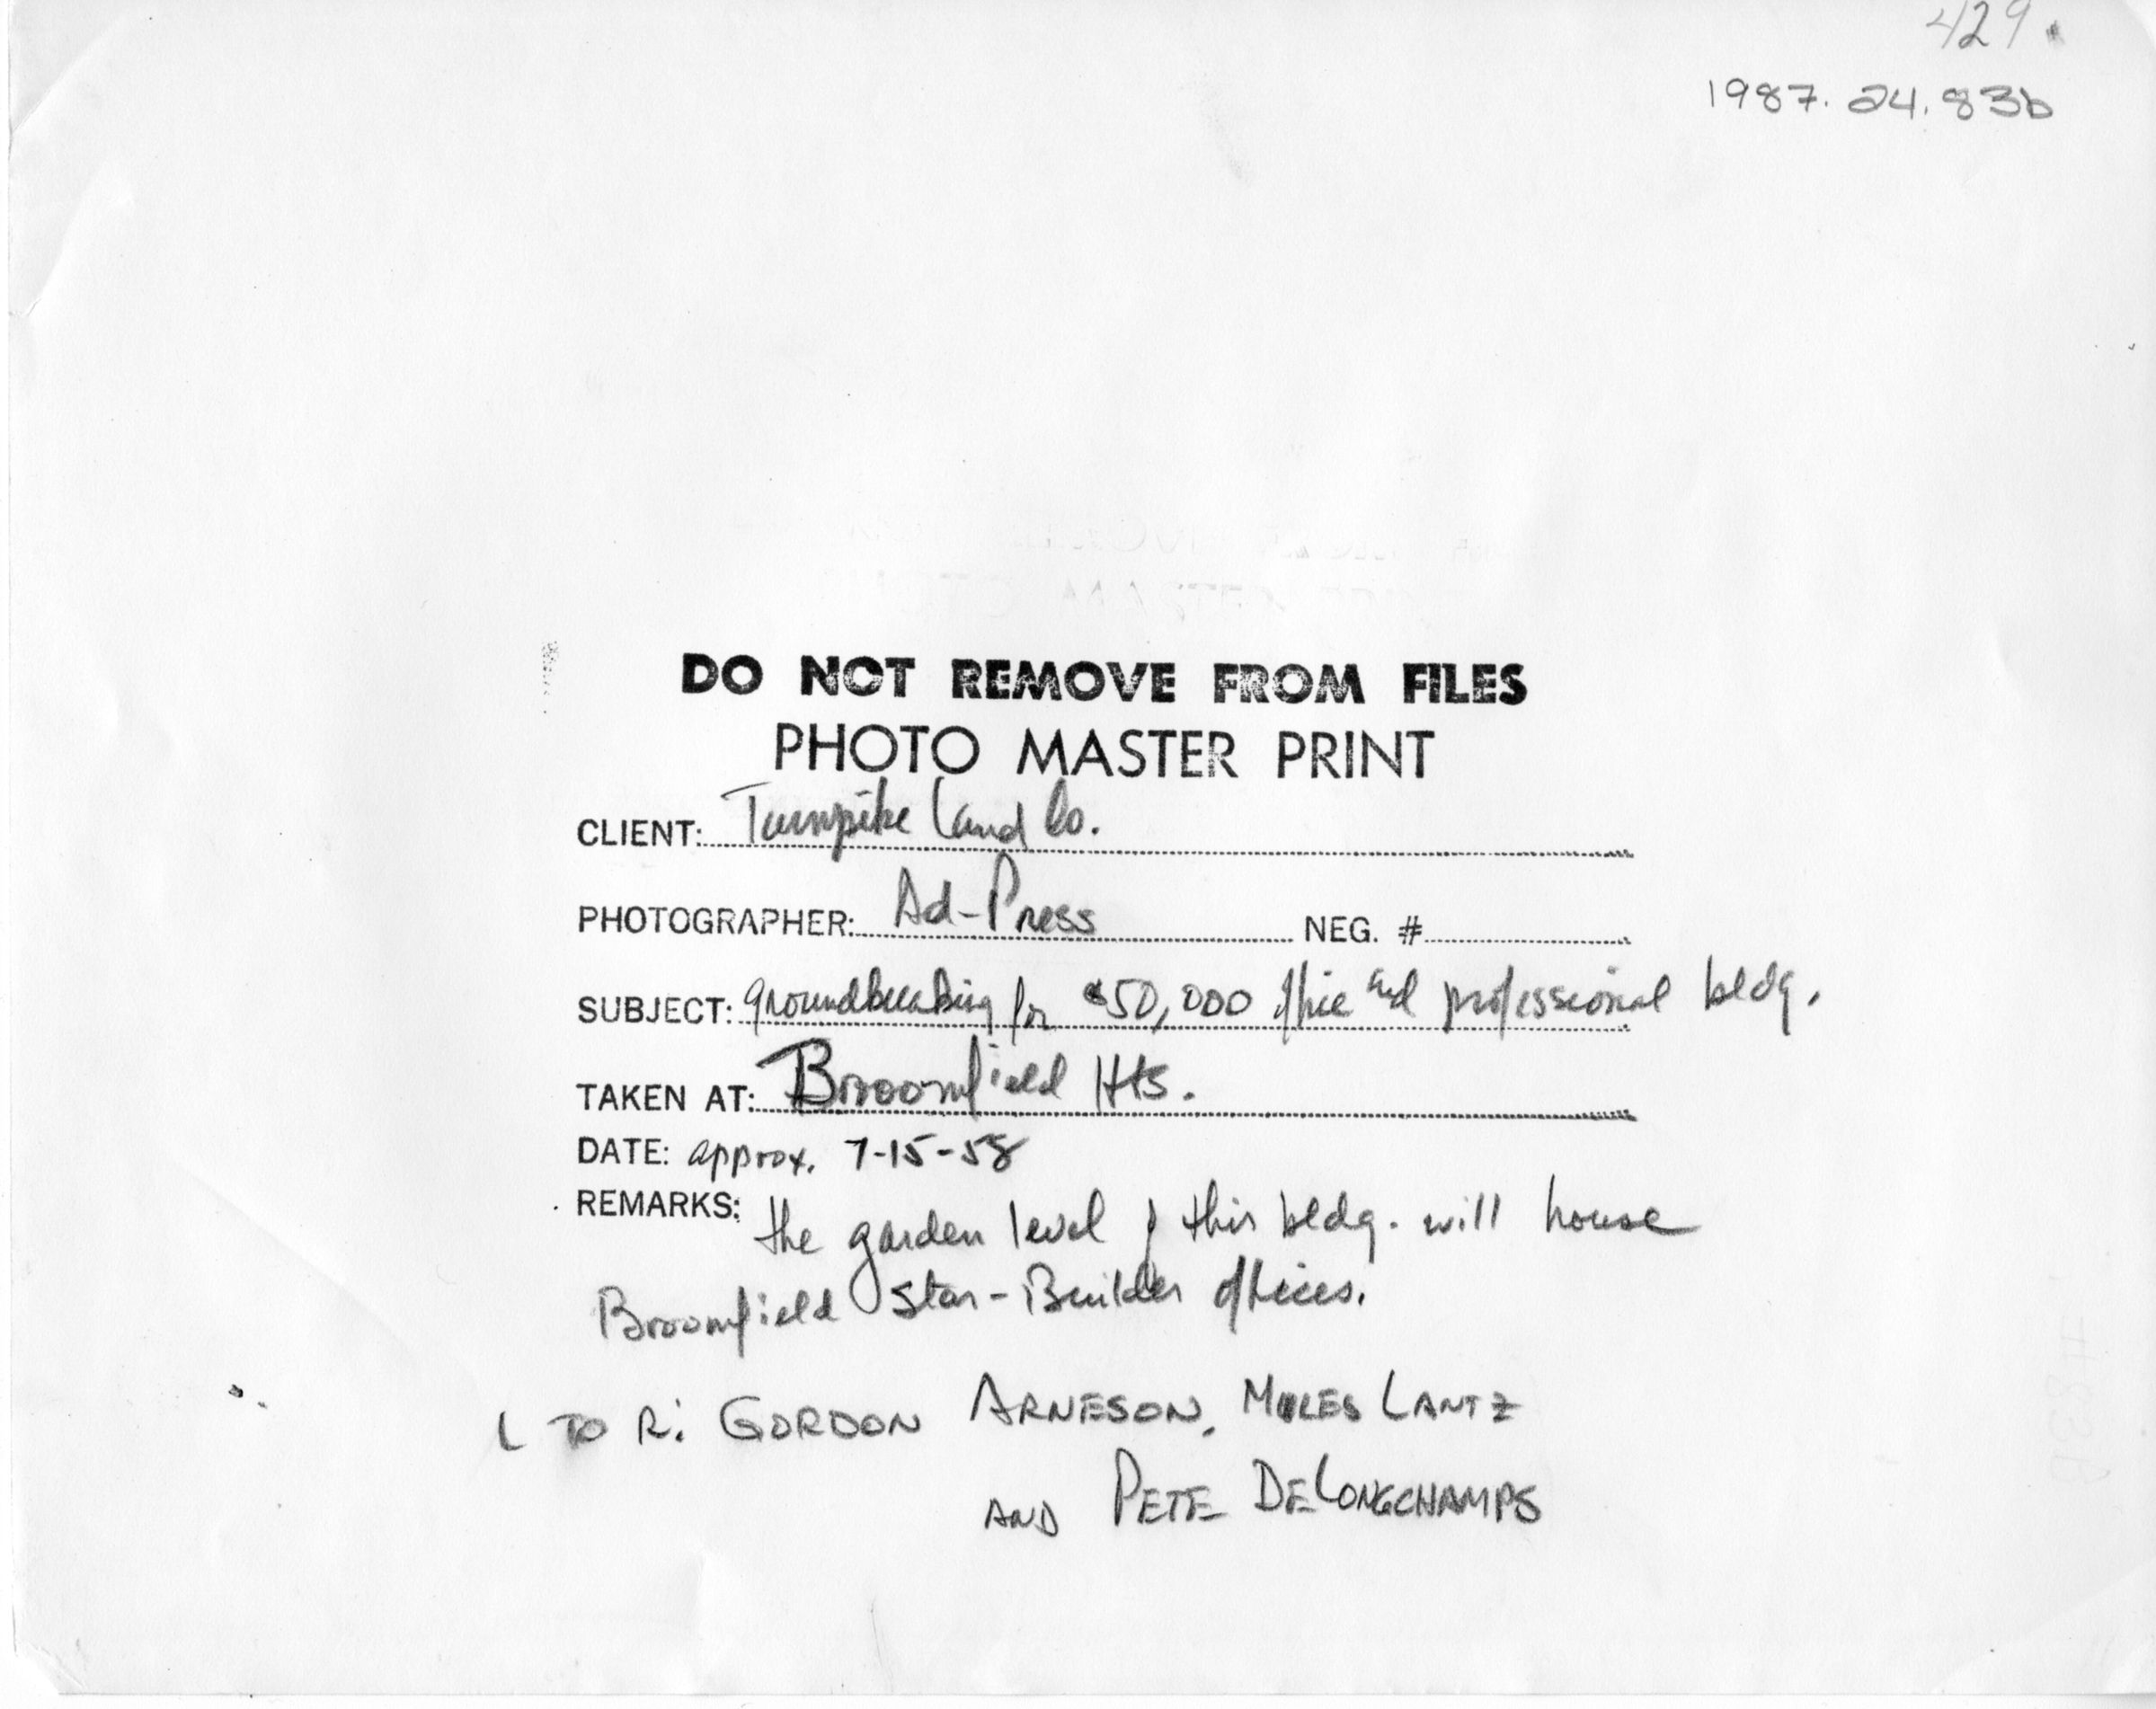 429.
1987.24.83b
DO NOT REMOVE FROM FILES
PHOTO MASTER PRINT
CLIENT: Turnpike Land Co.
PHOTOGRAPHER: Ad-Press NEG. #
SUBJECT: groundbreaking for $50,000 office and professional bldg.
TAKEN AT: Broomfield Hts.
DATE: approx. 7-15-58
REMARKS: the garden level of this bldg. will house
Broomfield Star-Builder offices.
L TO R: GORDON ARNESON, MILES LANTZ
AND PETE DELONGCHAMPS